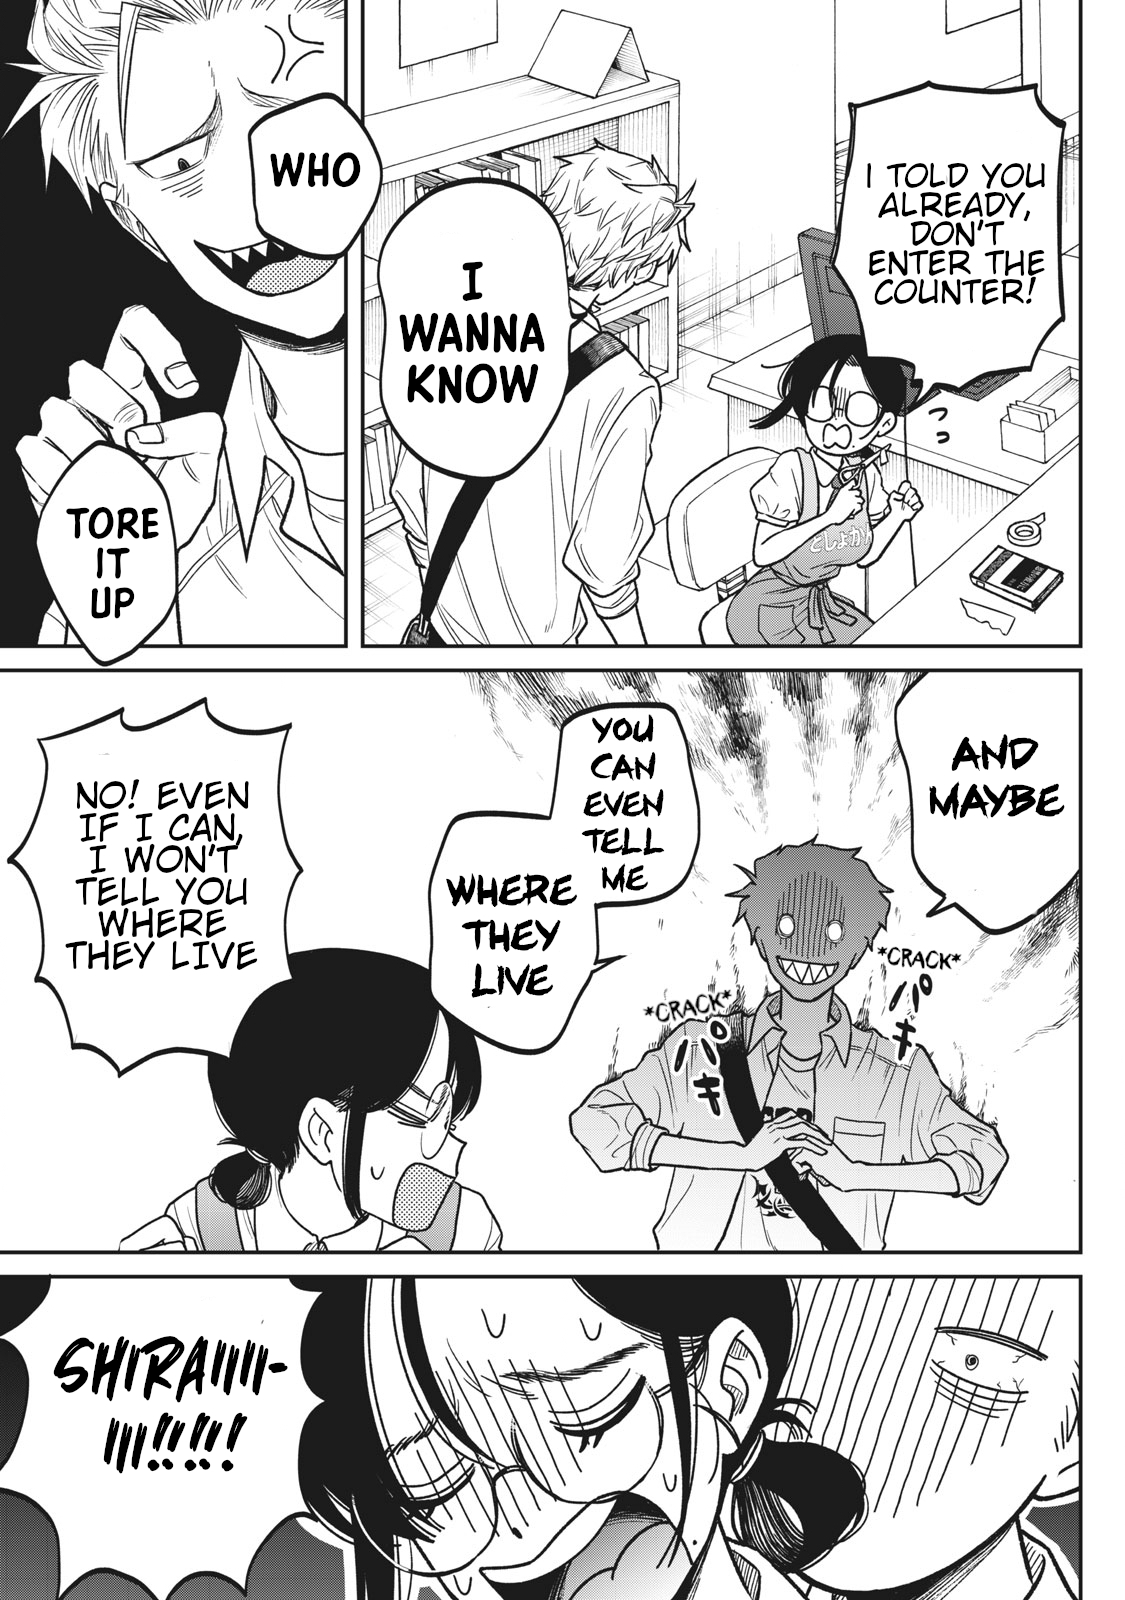 I TOLD YOU
ALREADY,
DON'T
ENTER THE
COUNTER!
としょかん
I
WANNA
KNOW
WHO
TORE
IT
UP
AND
MAYBE
YOU
CAN
EVEN
TELL
ME
WHERE
THEY
LIVE
*CRACK*
パキ
*CRACK*
パキ
NO! EVEN
IF I CAN,
I WON'T
TELL YOU
WHERE
THEY LIVE
SHIRAIIIII-
IIII!!!!!